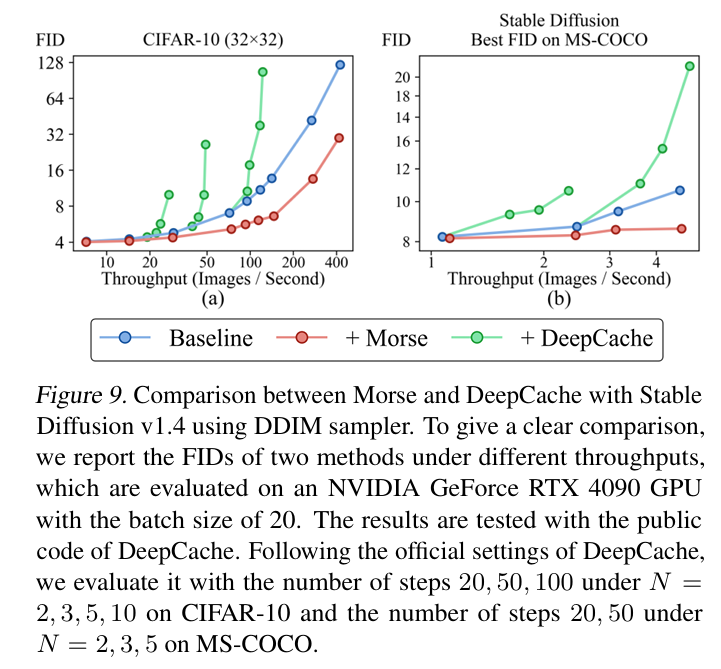 Stable Diffusion
FID CIFAR-10 (32×32) FID Best FID on MS-COCO
128
64
32
16
8
4
10 20 50 100 200 400
Throughput (Images / Second)
(a)
20
18
14
16
12
10
8
1 2 3 4
Throughput (Images / Second)
(b)
Baseline + Morse + DeepCache
Figure 9. Comparison between Morse and DeepCache with Stable
Diffusion v1.4 using DDIM sampler. To give a clear comparison,
we report the FIDs of two methods under different throughputs,
which are evaluated on an NVIDIA GeForce RTX 4090 GPU
with the batch size of 20. The results are tested with the public
code of DeepCache. Following the official settings of DeepCache,
we evaluate it with the number of steps 20, 50, 100 under N =
2, 3, 5, 10 on CIFAR-10 and the number of steps 20, 50 under
N = 2, 3, 5 on MS-COCO.